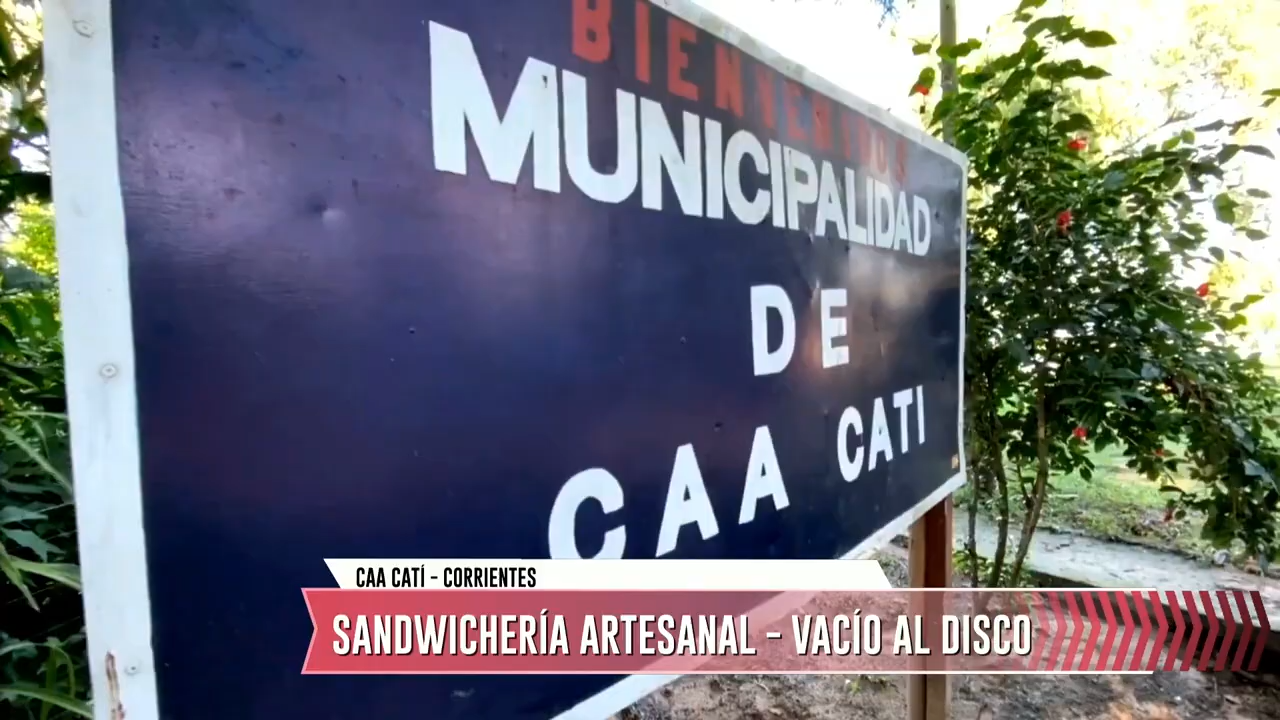 BIENVENIDOS
MUNICIPALIDAD
DE
CAA CATI
CAA CATÍ - CORRIENTES
SANDWICHERÍA ARTESANAL - VACÍO AL DISCO